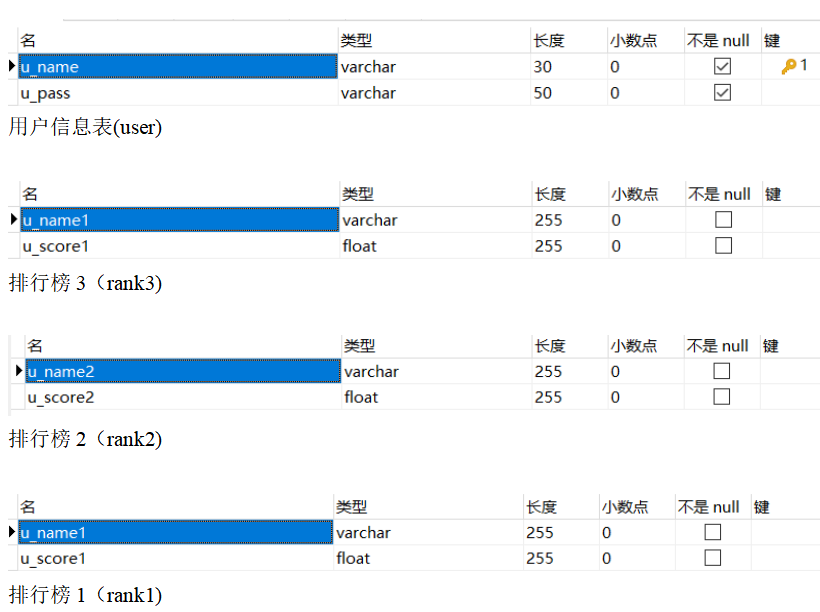 名 类型 长度 小数点 不是 null 键
u_name varchar 30 0 1
u_pass varchar 50 0
用户信息表(user)
名 类型 长度 小数点 不是 null 键
u_name1 varchar 255 0
u_score1 float 255 0
排行榜 3（rank3)
名 类型 长度 小数点 不是 null 键
u_name2 varchar 255 0
u_score2 float 255 0
排行榜 2（rank2)
名 类型 长度 小数点 不是 null 键
u_name1 varchar 255 0
u_score1 float 255 0
排行榜 1（rank1)